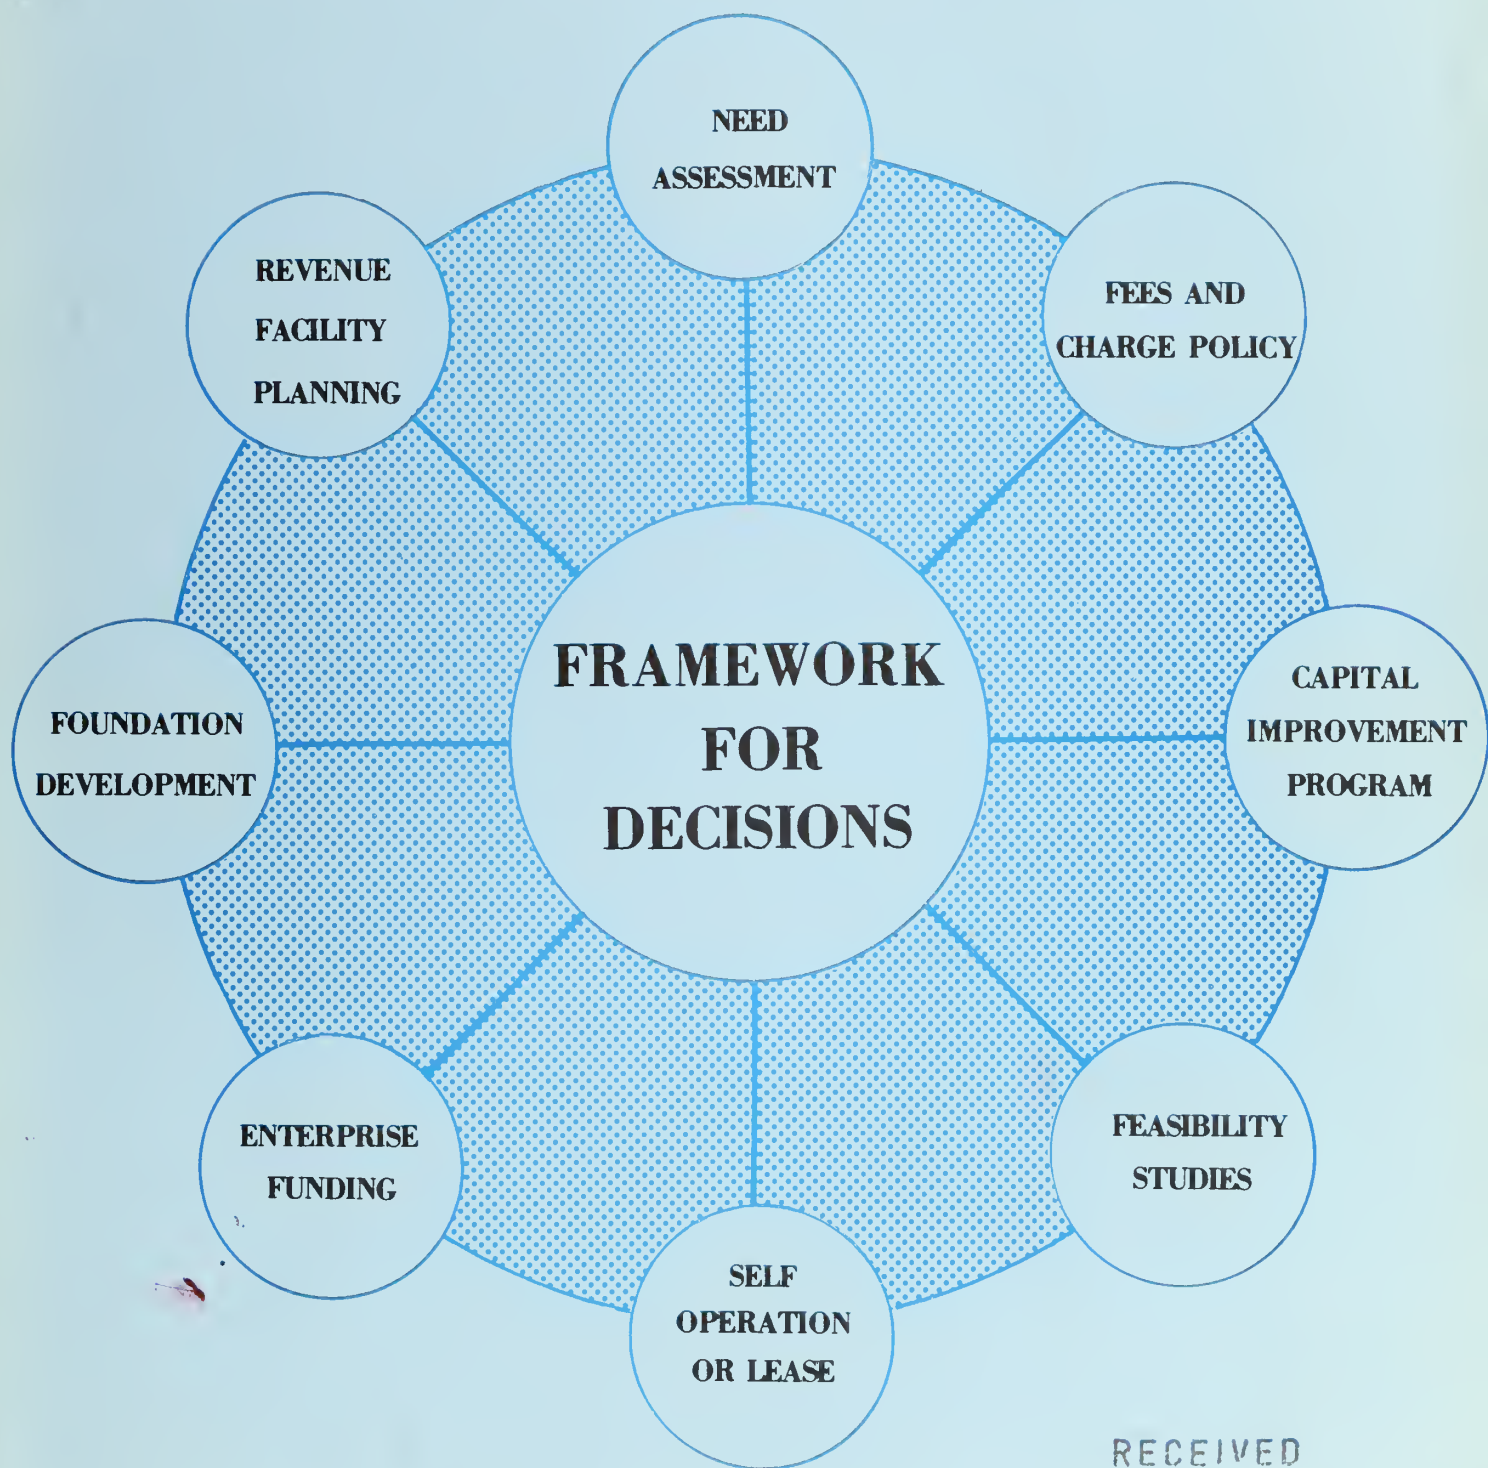 NEED
ASSESSMENT
FEES AND
CHARGE POLICY
CAPITAL
IMPROVEMENT
PROGRAM
FEASIBILITY
STUDIES
SELF
OPERATION
OR LEASE
ENTERPRISE
FUNDING
FOUNDATION
DEVELOPMENT
REVENUE
FACILITY
PLANNING
FRAMEWORK
FOR
DECISIONS
RECEIVED